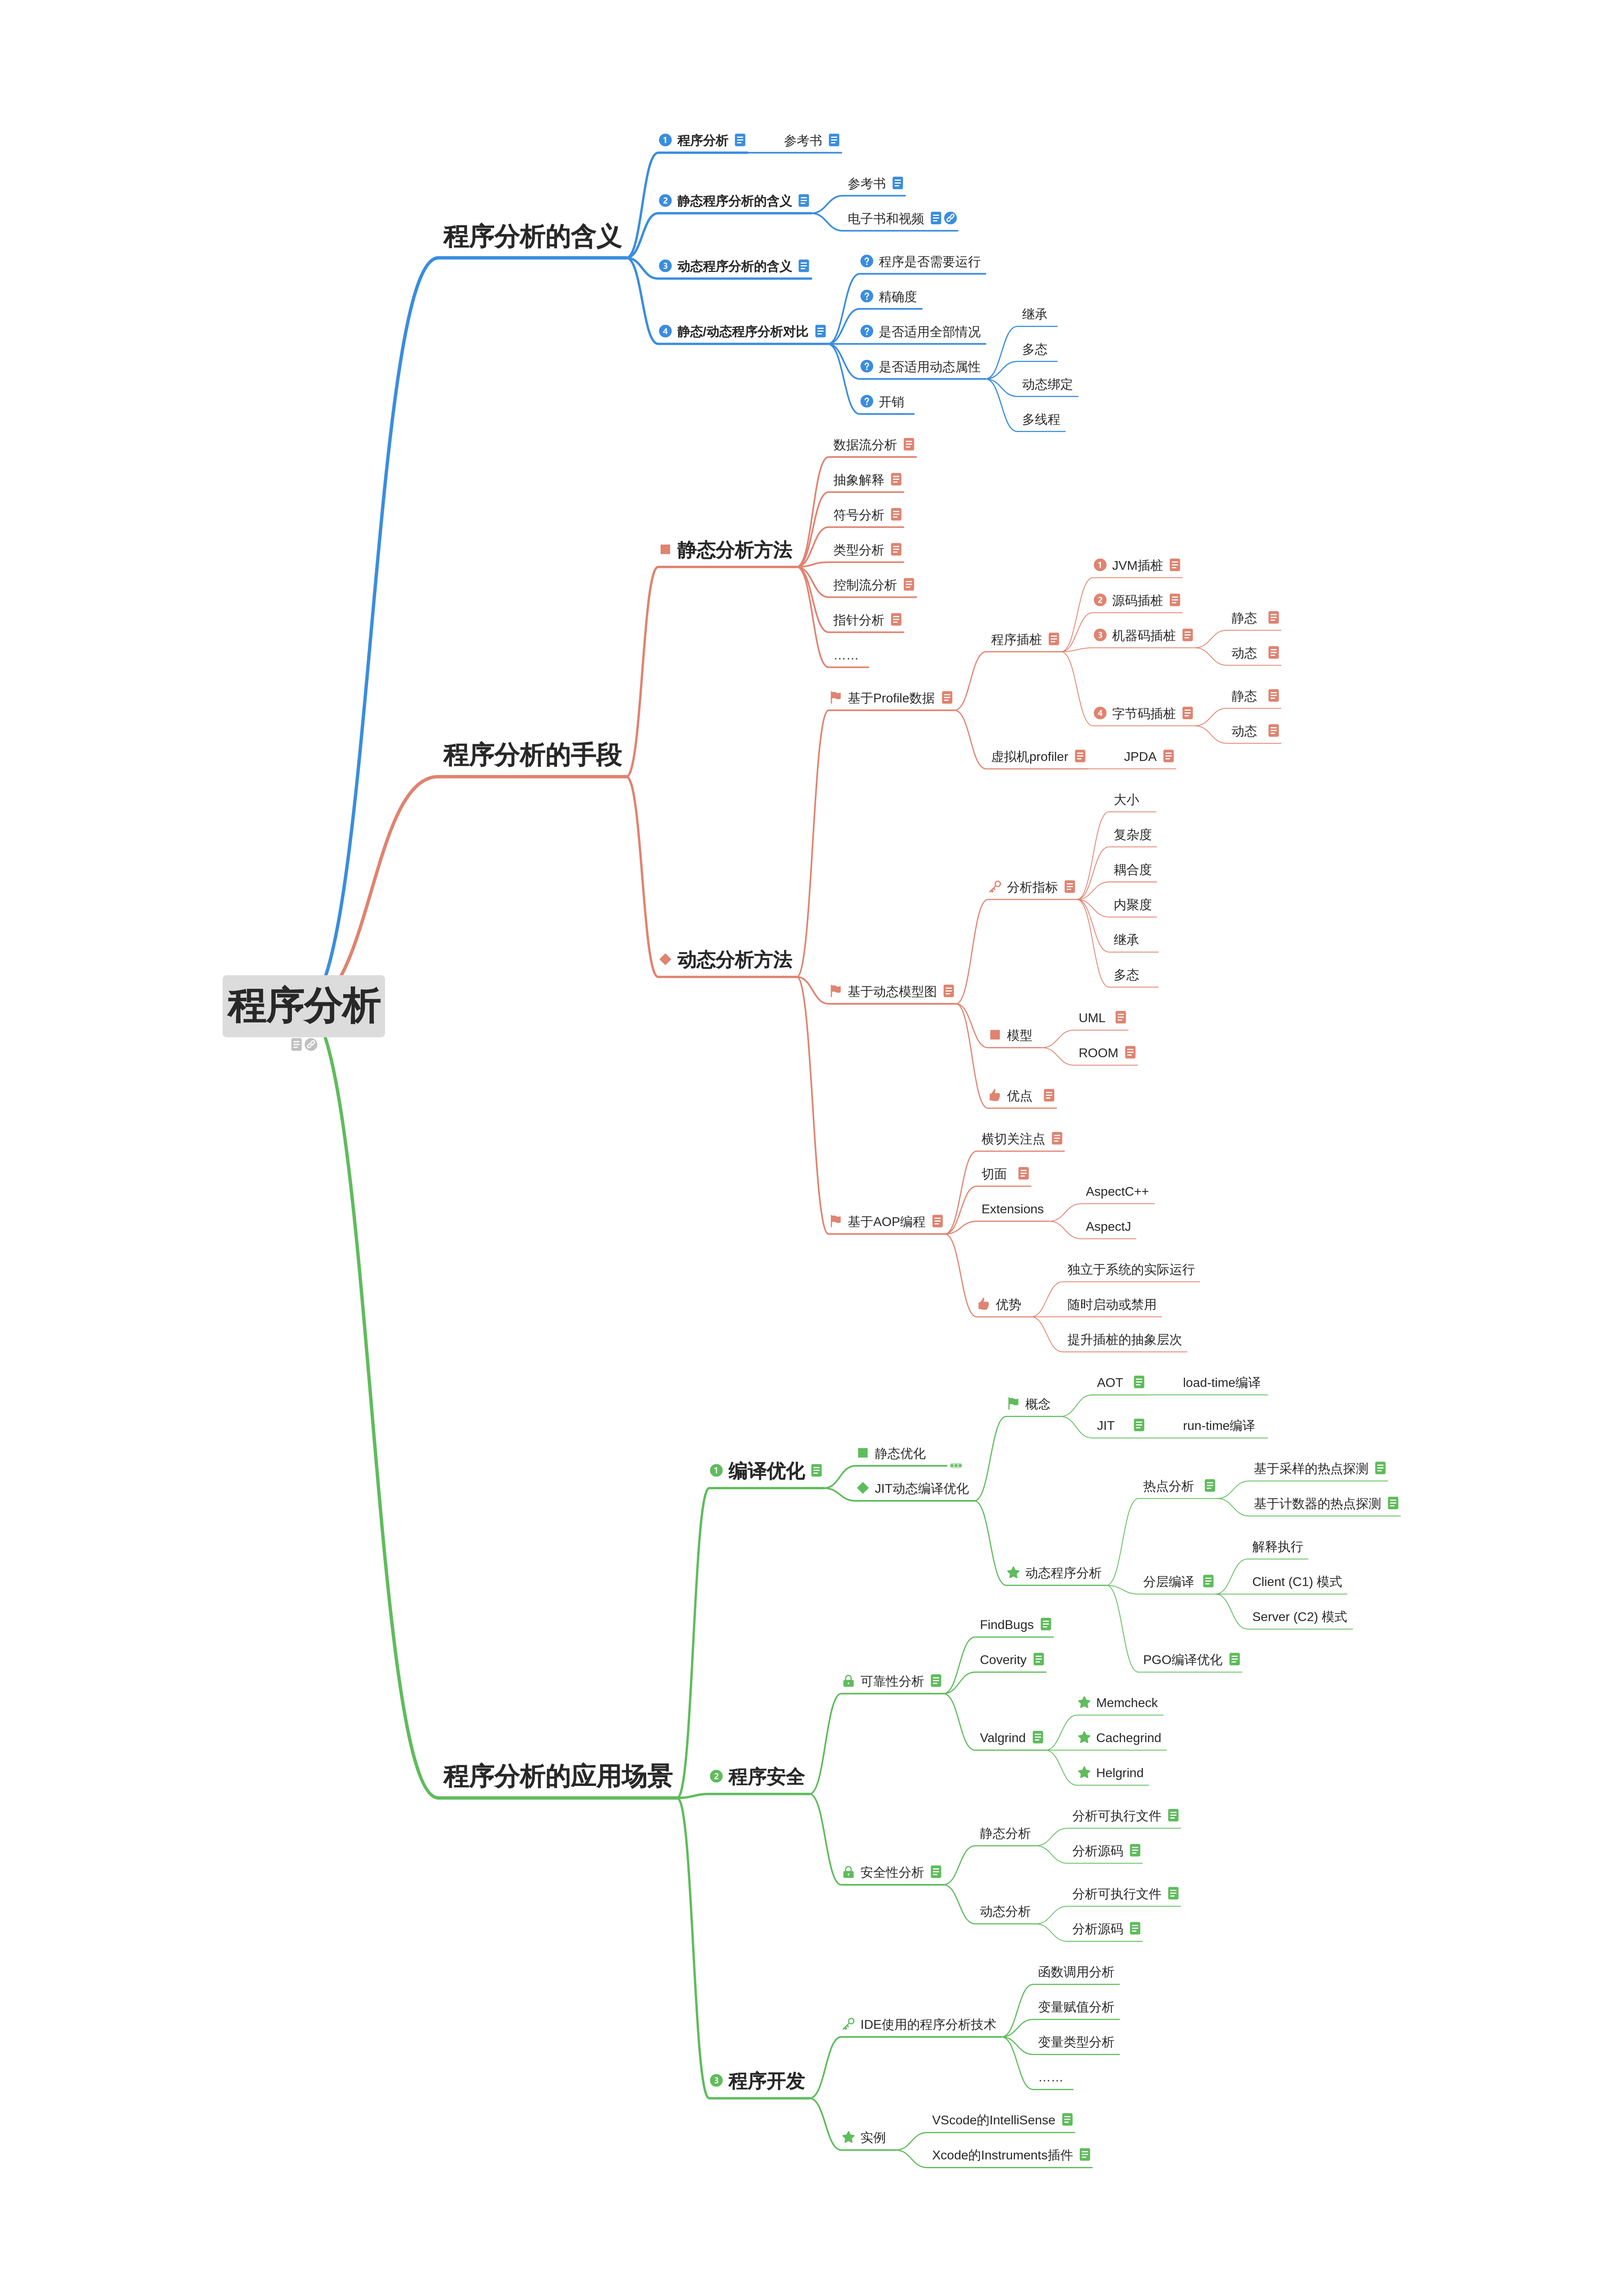 程序分析
程序分析的含义
1 程序分析
参考书
2 静态程序分析的含义
参考书
电子书和视频
3 动态程序分析的含义
4 静态/动态程序分析对比
? 程序是否需要运行
? 精确度
? 是否适用全部情况
? 是否适用动态属性
继承
多态
动态绑定
多线程
? 开销
程序分析的手段
静态分析方法
数据流分析
抽象解释
符号分析
类型分析
控制流分析
指针分析
……
动态分析方法
基于Profile数据
程序插桩
1 JVM插桩
2 源码插桩
3 机器码插桩
静态
动态
4 字节码插桩
静态
动态
虚拟机profiler
JPDA
基于动态模型图
分析指标
大小
复杂度
耦合度
内聚度
继承
多态
模型
UML
ROOM
优点
基于AOP编程
横切关注点
切面
Extensions
AspectC++
AspectJ
优势
独立于系统的实际运行
随时启动或禁用
提升插桩的抽象层次
程序分析的应用场景
1 编译优化
静态优化
JIT动态编译优化
概念
AOT
load-time编译
JIT
run-time编译
动态程序分析
热点分析
基于采样的热点探测
基于计数器的热点探测
分层编译
解释执行
Client (C1) 模式
Server (C2) 模式
PGO编译优化
2 程序安全
可靠性分析
FindBugs
Coverity
Valgrind
Memcheck
Cachegrind
Helgrind
安全性分析
静态分析
分析可执行文件
分析源码
动态分析
分析可执行文件
分析源码
3 程序开发
IDE使用的程序分析技术
函数调用分析
变量赋值分析
变量类型分析
……
实例
VScode的IntelliSense
Xcode的Instruments插件